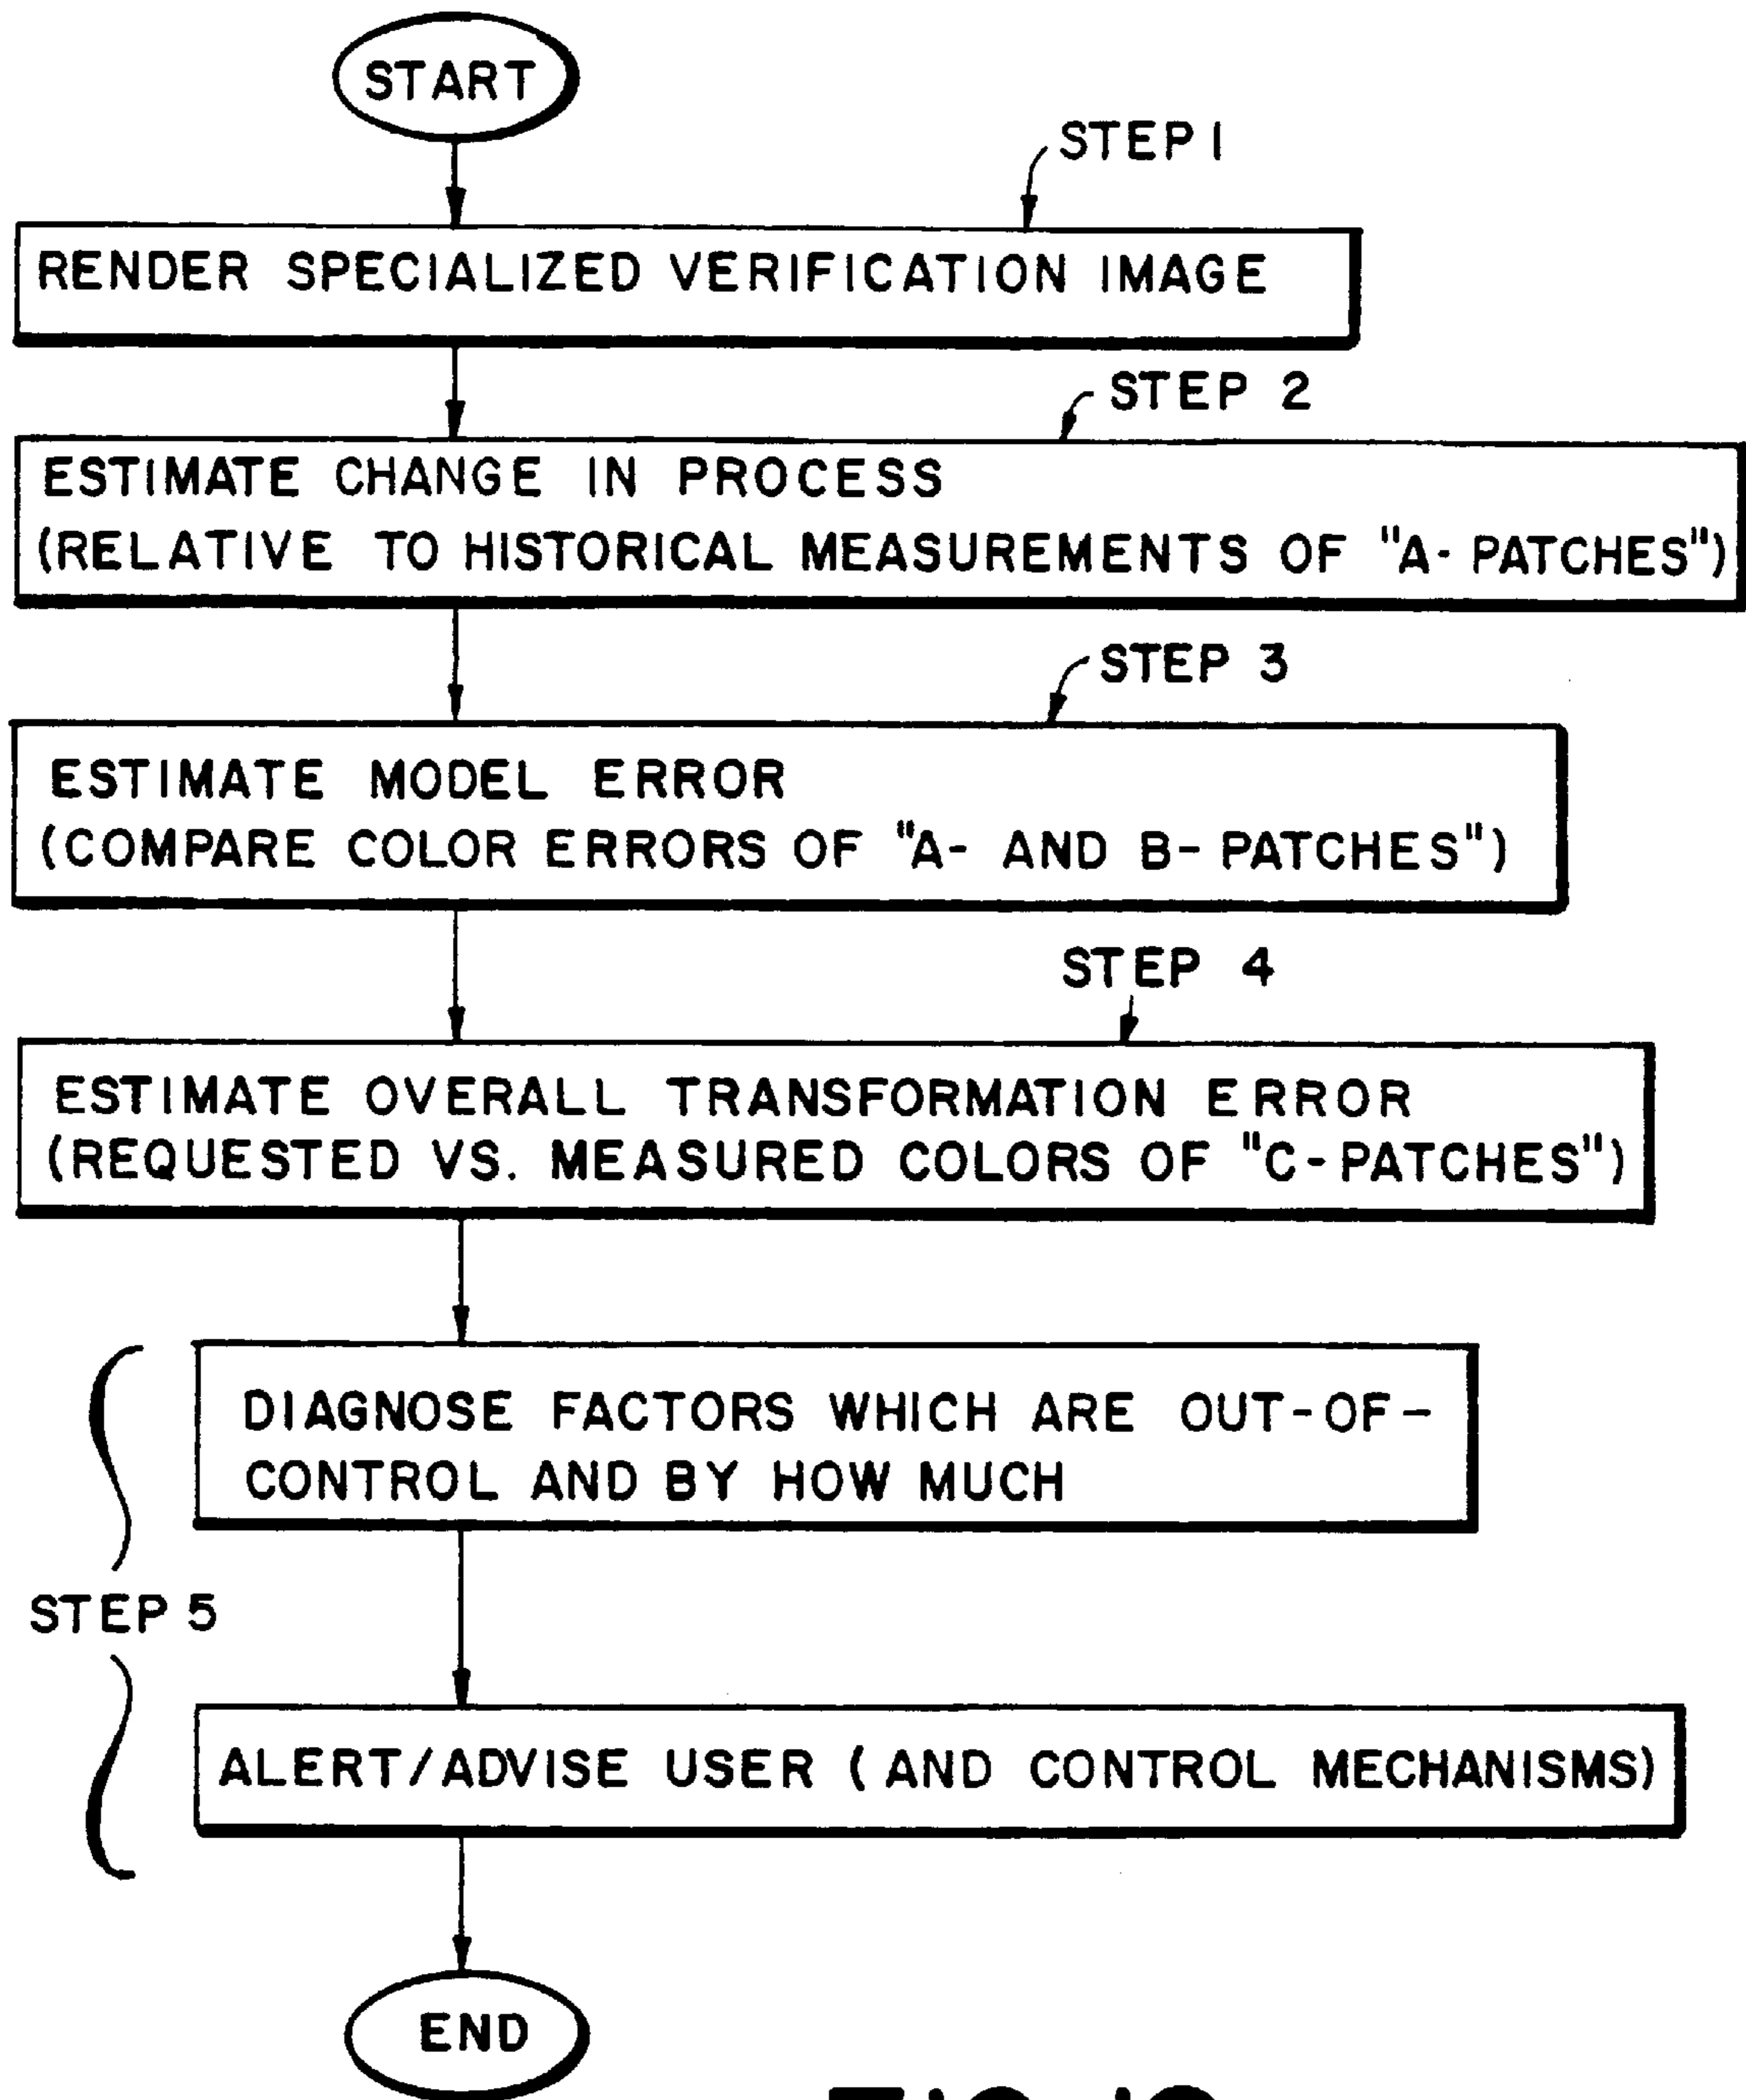 START
STEP 1
RENDER SPECIALIZED VERIFICATION IMAGE
STEP 2
ESTIMATE CHANGE IN PROCESS
(RELATIVE TO HISTORICAL MEASUREMENTS OF "A- PATCHES")
STEP 3
ESTIMATE MODEL ERROR
(COMPARE COLOR ERRORS OF "A- AND B- PATCHES")
STEP 4
ESTIMATE OVERALL TRANSFORMATION ERROR
(REQUESTED VS. MEASURED COLORS OF "C-PATCHES")
DIAGNOSE FACTORS WHICH ARE OUT-OF-
CONTROL AND BY HOW MUCH
STEP 5
ALERT/ADVISE USER (AND CONTROL MECHANISMS)
END